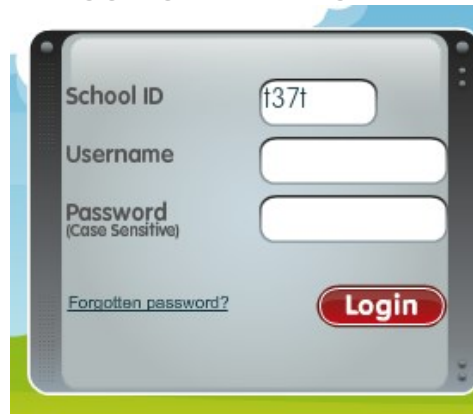 School ID t37t
Username
Password
(Case Sensitive)
Forgotten password? Login